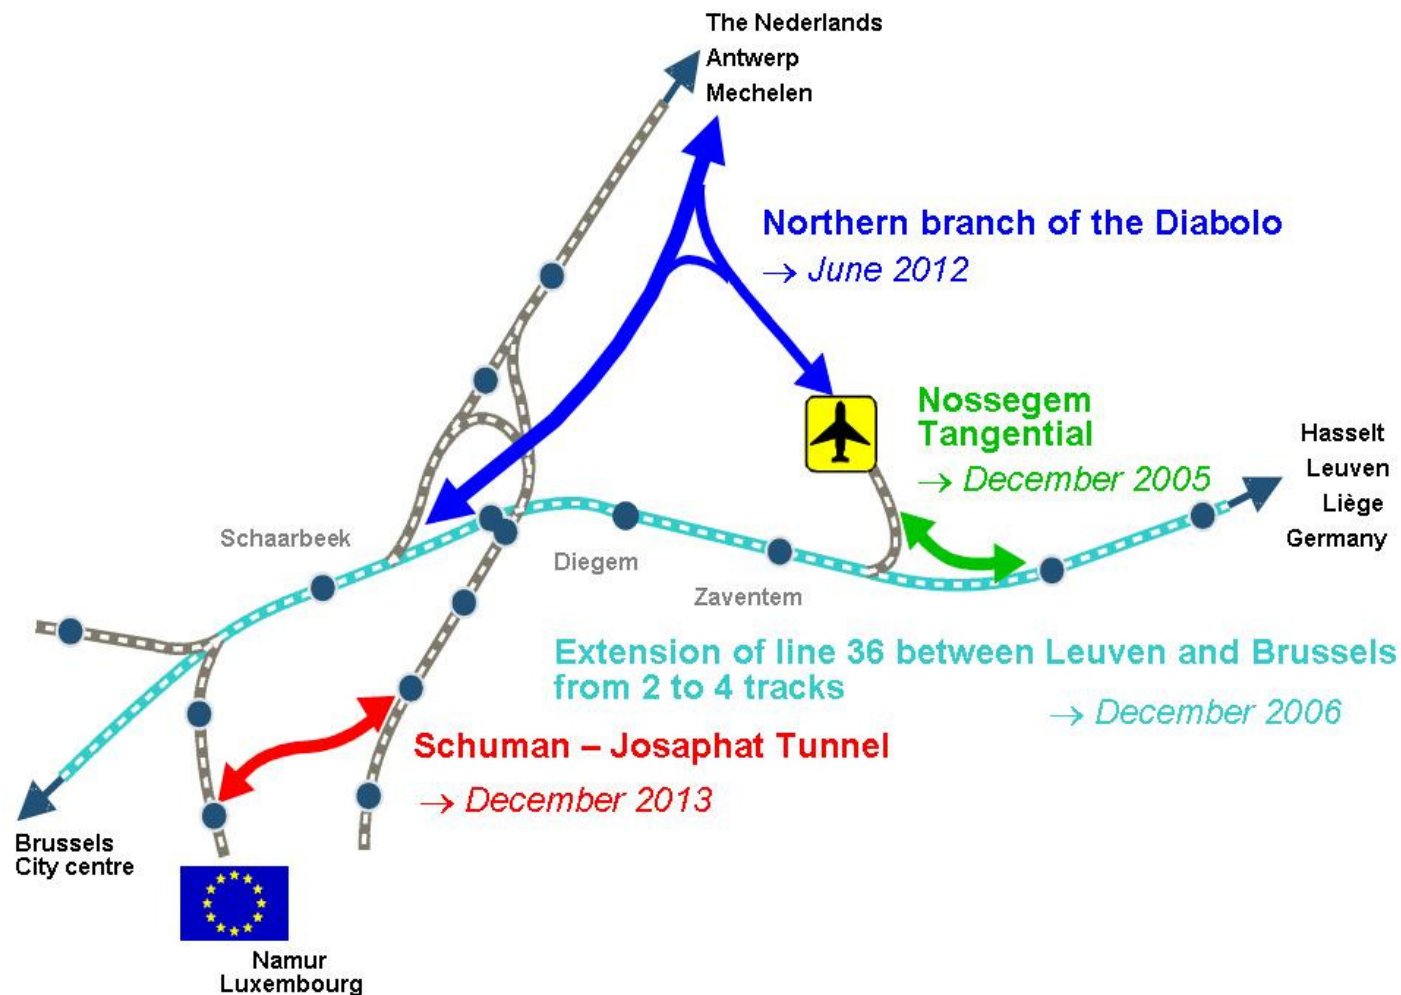 The Nederlands
Antwerp
Mechelen
Northern branch of the Diabolo
→ June 2012
Nossegem
Tangential
→ December 2005
Hasselt
Leuven
Liège
Germany
Schaarbeek
Diegem
Zaventem
Extension of line 36 between Leuven and Brussels
from 2 to 4 tracks
→ December 2006
Schuman – Josaphat Tunnel
→ December 2013
Brussels
City centre
Namur
Luxembourg